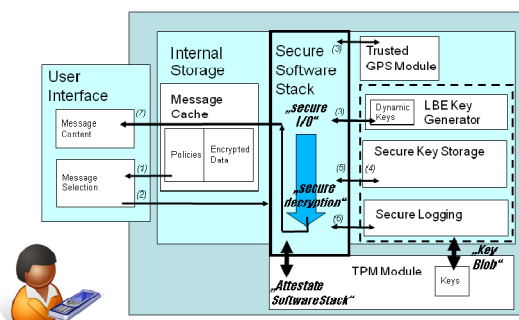 User
Interface
Message
Content
Message
Selection
(7)
(1)
(2)
Internal
Storage
Message
Cache
Policies
Encrypted
Data
Secure
Software
Stack
„secure
I/O“
„secure
decryption“
(3)
Trusted
GPS Module
(3)
Dynamic
Keys
LBE Key
Generator
(5)
(4)
Secure Key Storage
(6)
Secure Logging
„Attestate
SoftwareStack“
TPM Module
„Key
Blob“
Keys